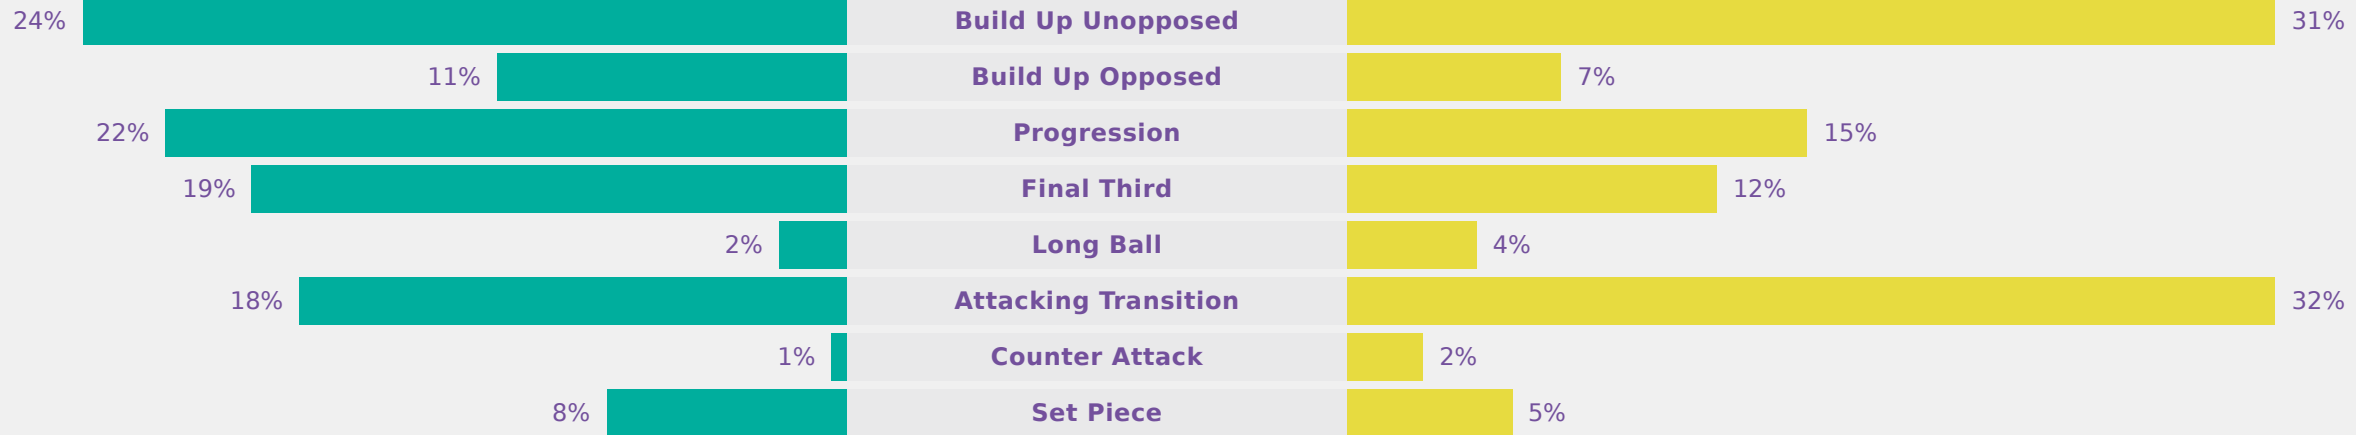 24% Build Up Unopposed 31%
11% Build Up Opposed 7%
22% Progression 15%
19% Final Third 12%
2% Long Ball 4%
18% Attacking Transition 32%
1% Counter Attack 2%
8% Set Piece 5%